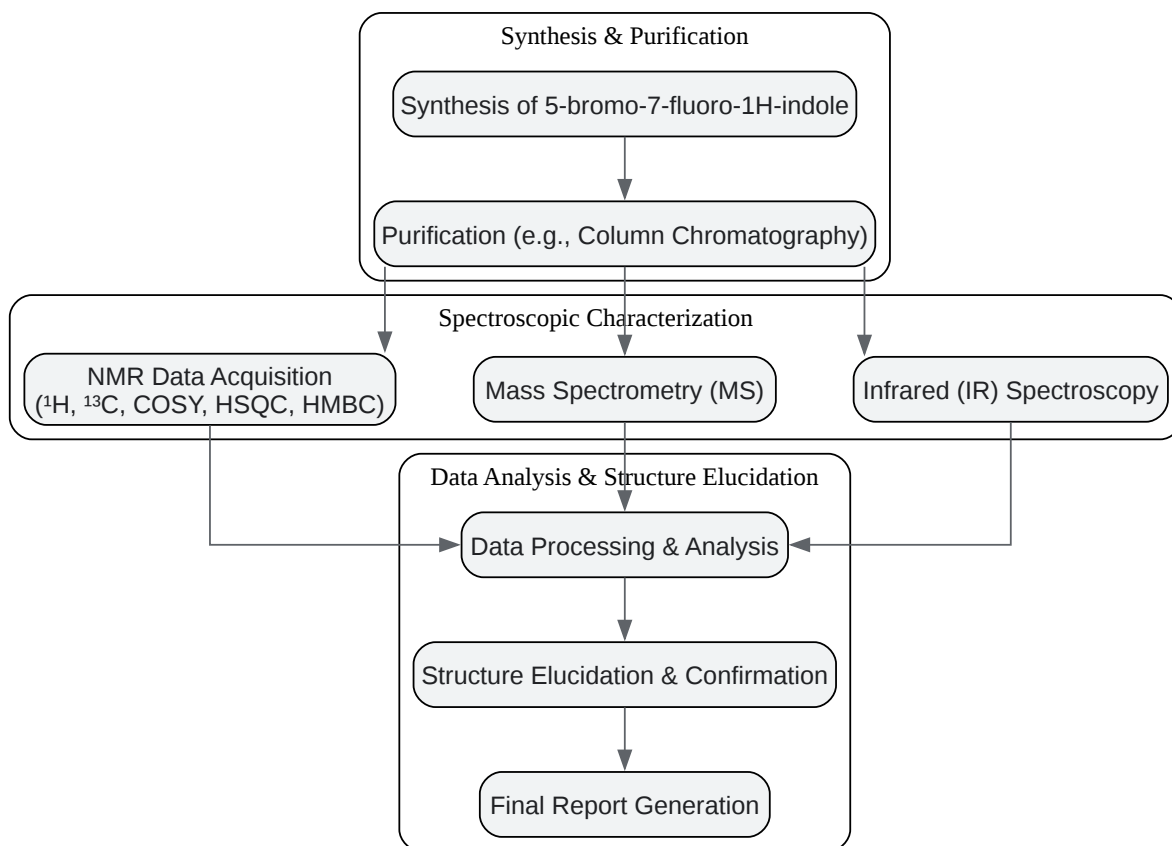 Synthesis & Purification
Synthesis of 5-bromo-7-fluoro-1H-indole
Purification (e.g., Column Chromatography)
Spectroscopic Characterization
NMR Data Acquisition
(¹H, ¹³C, COSY, HSQC, HMBC)
Mass Spectrometry (MS)
Infrared (IR) Spectroscopy
Data Analysis & Structure Elucidation
Data Processing & Analysis
Structure Elucidation & Confirmation
Final Report Generation